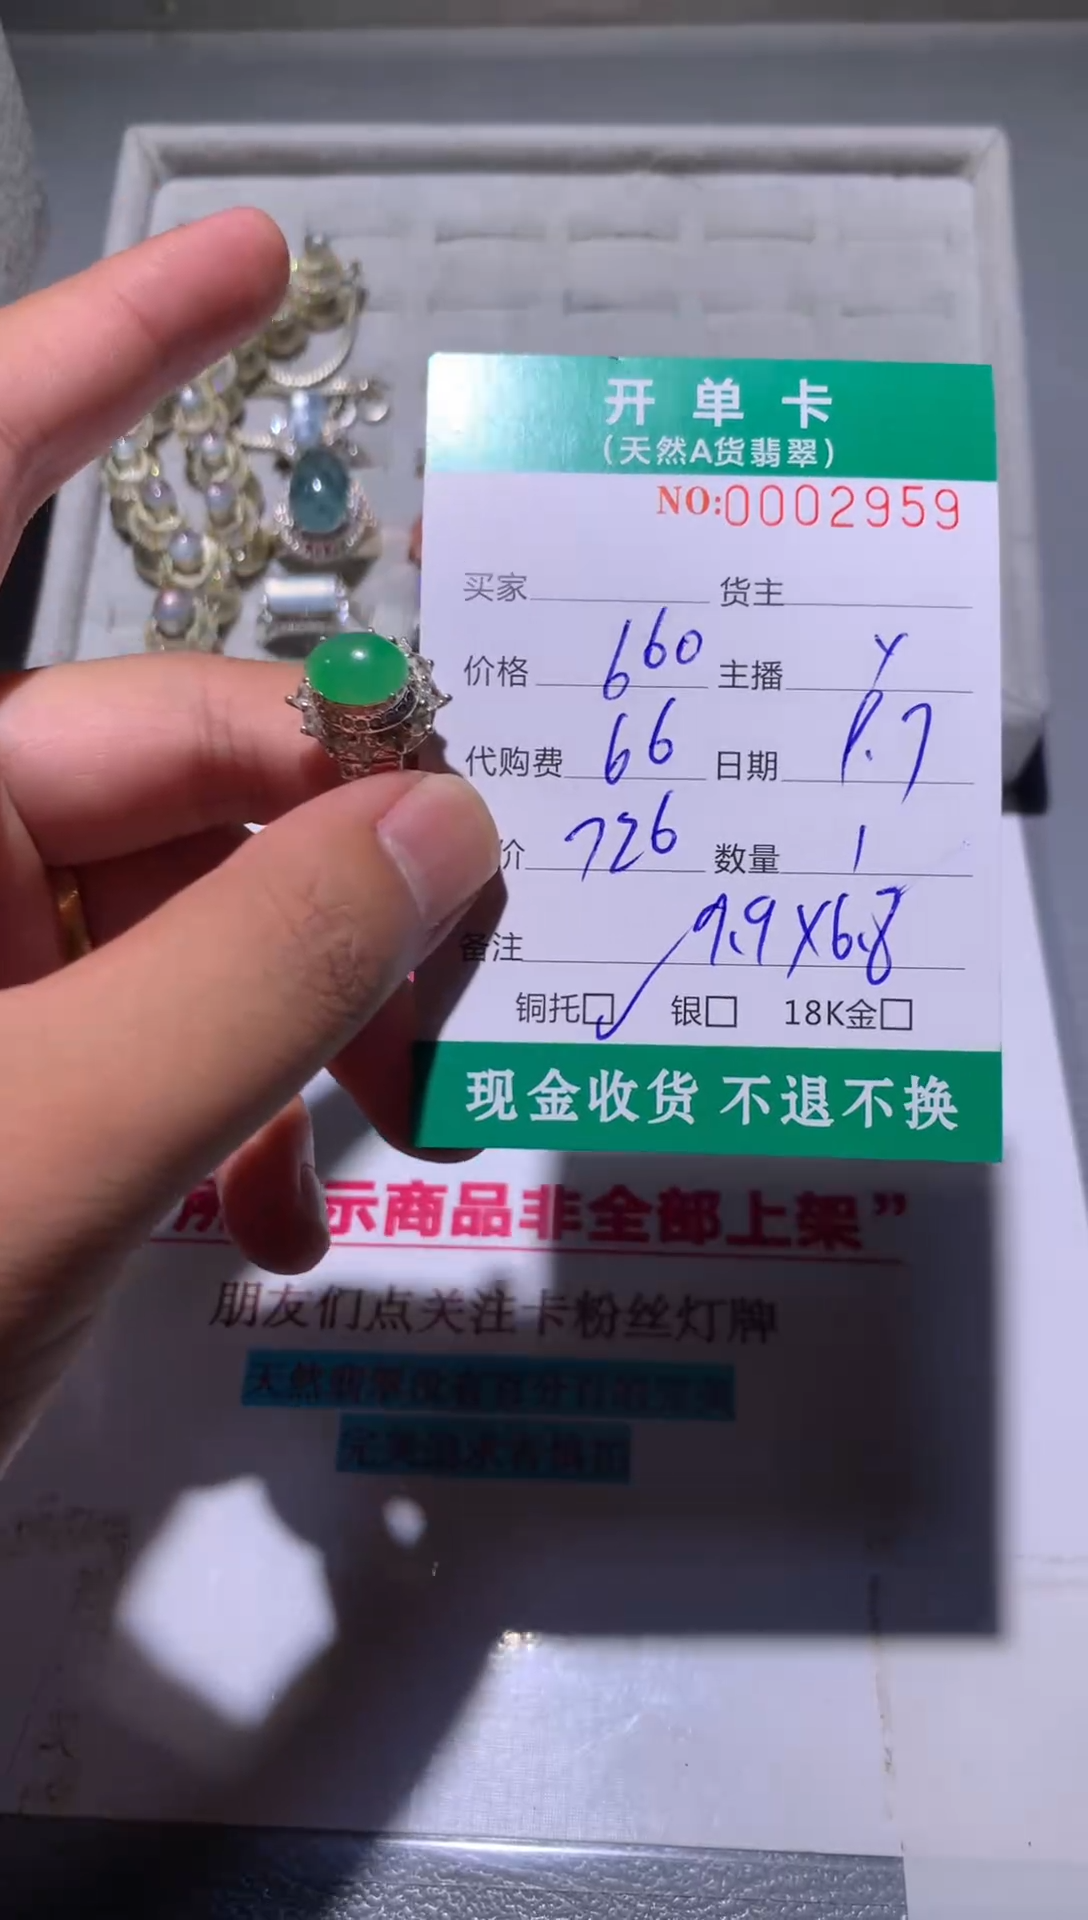 开单卡
(天然A货翡翠)
NO:0002959
买家 货主
价格 660 主播 Y
代购费 66 日期 8.7
价 726 数量 1
备注 9.9X6.8
铜托☑ 银☐ 18K金☐
现金收货 不退不换
示商品非全部上架”
朋友们点关注卡粉丝灯牌